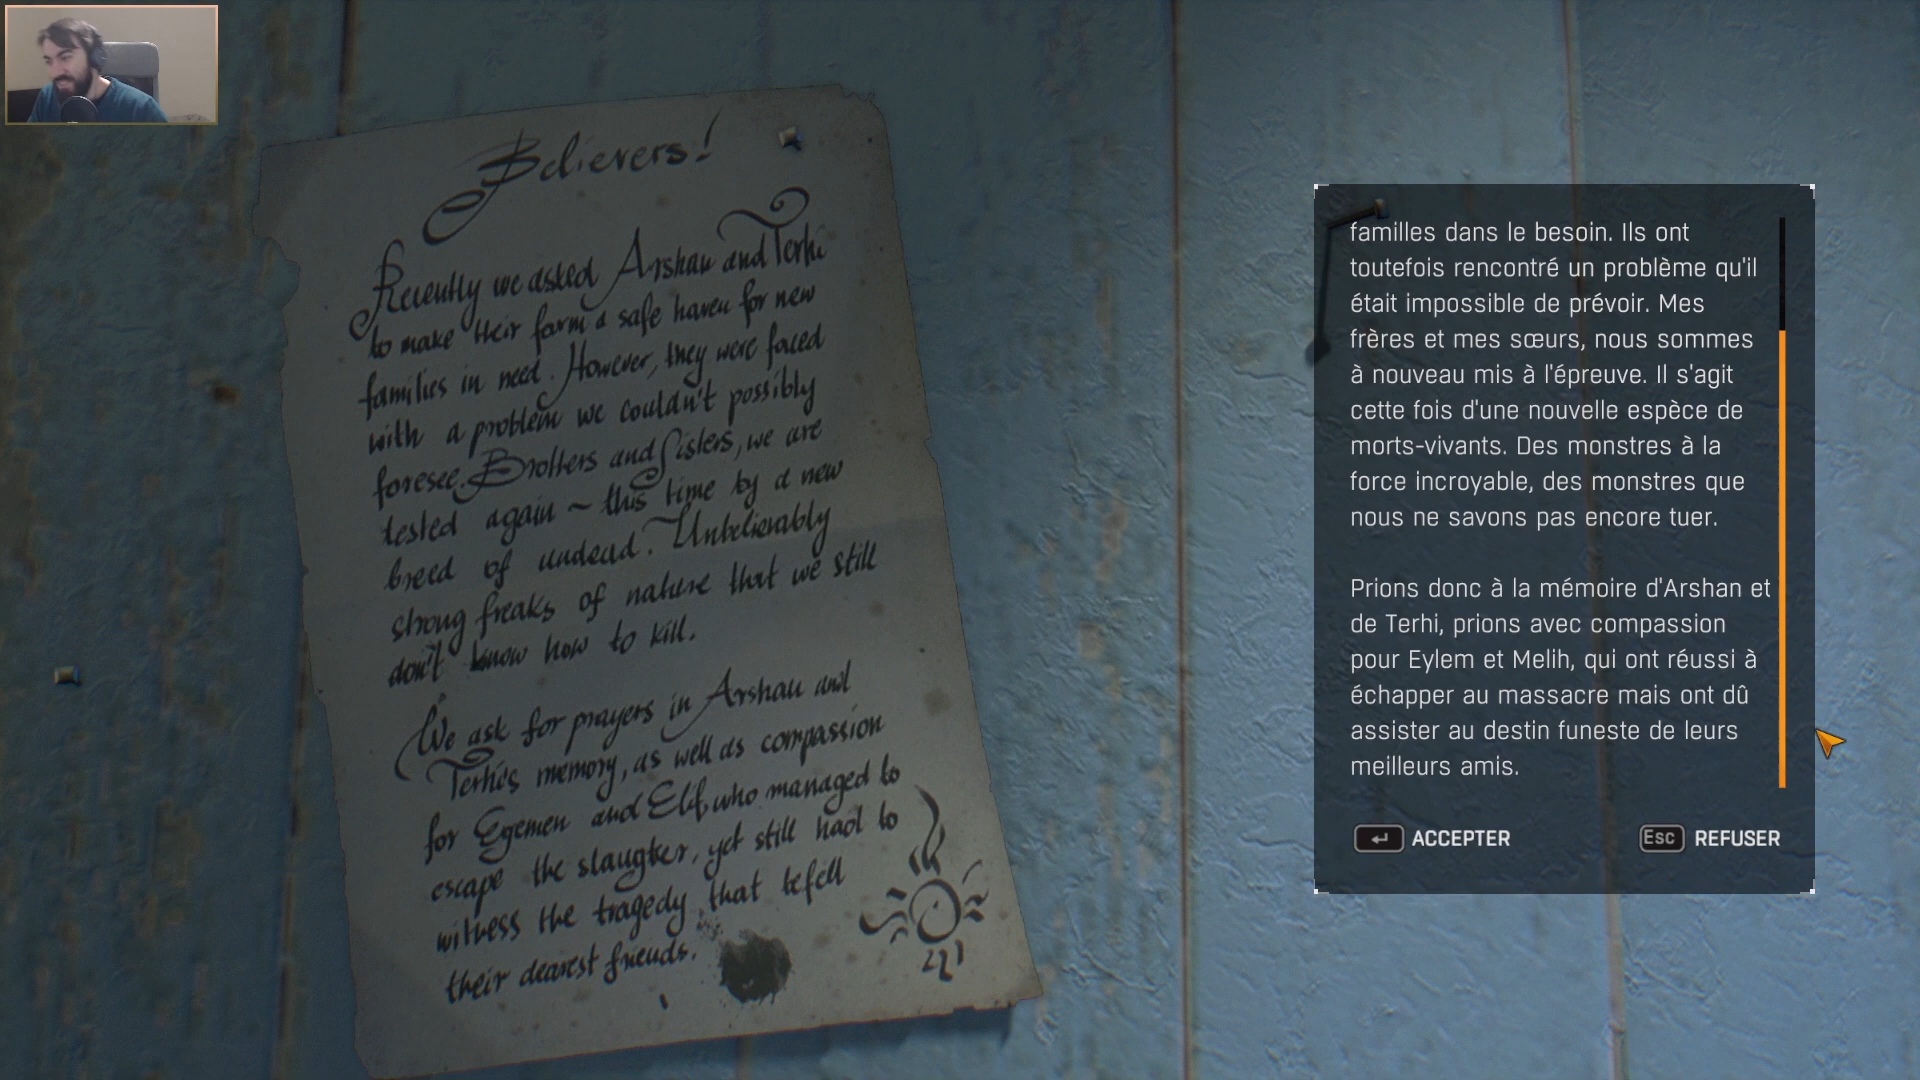 Believers!
Recently we asked Arshan and Terhi
to make their farm a safe haven for new
families in need. However, they were faced
with a problem we couldn't possibly
foresee. Brothers and Sisters, we are
tested again ~ this time by a new
breed of undead. Unbelievably
strong freaks of nature that we still
don't know how to kill.
We ask for prayers in Arshan and
Terhi's memory, as well as compassion
for Egemen and Elif, who managed to
escape the slaughter, yet still had to
witness the tragedy that befell
their dearest friends.
familles dans le besoin. Ils ont
toutefois rencontré un problème qu'il
était impossible de prévoir. Mes
frères et mes sœurs, nous sommes
à nouveau mis à l'épreuve. Il s'agit
cette fois d'une nouvelle espèce de
morts-vivants. Des monstres à la
force incroyable, des monstres que
nous ne savons pas encore tuer.
Prions donc à la mémoire d'Arshan et
de Terhi, prions avec compassion
pour Eylem et Melih, qui ont réussi à
échapper au massacre mais ont dû
assister au destin funeste de leurs
meilleurs amis.
ACCEPTER
Esc REFUSER